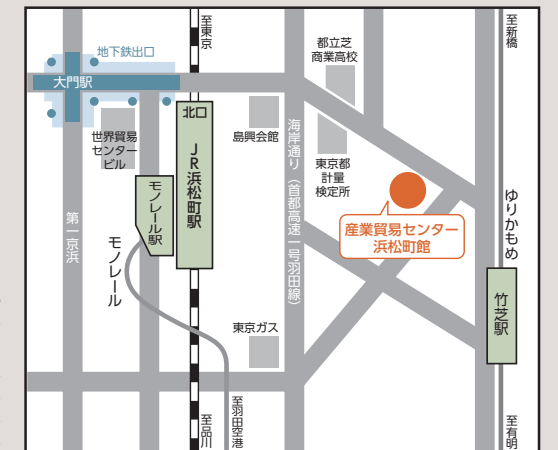 至東京
至新橋
地下鉄出口
都立芝
商業高校
大門駅
北口
世界貿易
センター
ビル
島興会館
東京都
計量
検定所
JR浜松町駅
海岸通り（首都高速一号羽田線）
モノレール駅
産業貿易センター
浜松町館
ゆりかもめ
第一京浜
モノレール
竹芝駅
東京ガス
至品川
至羽田空港
至有明